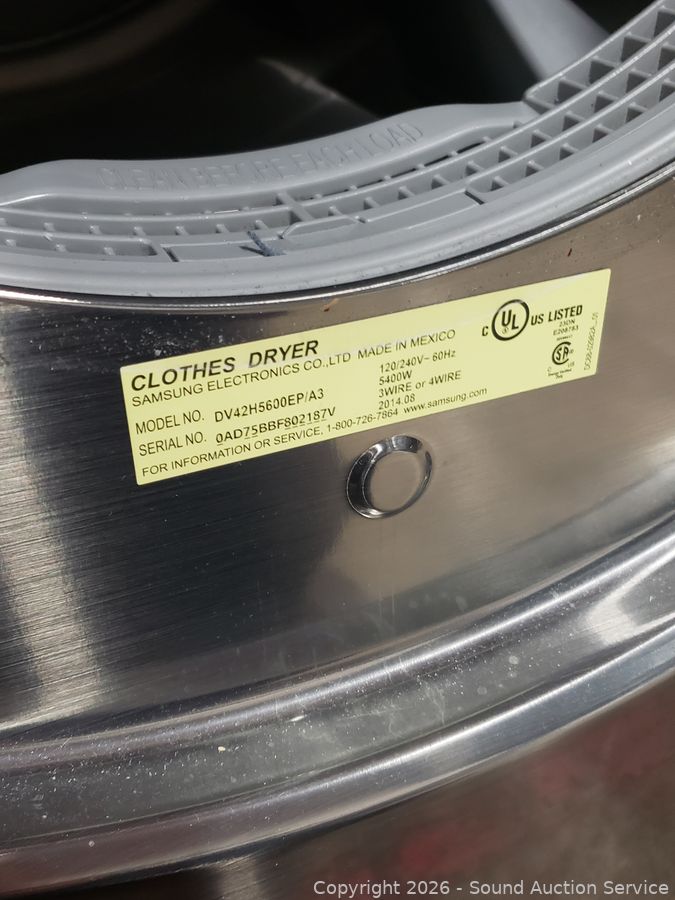 CLEAN BEFORE EACH LOAD
CLOTHES DRYER
SAMSUNG ELECTRONICS CO.,LTD MADE IN MEXICO
MODEL NO. DV42H5600EP/A3
SERIAL NO. 0AD75BBF802187V
120/240V~ 60Hz
5400W
3WIRE or 4WIRE
2014.08
FOR INFORMATION OR SERVICE, 1-800-726-7864 www.samsung.com
C UL US LISTED
23DN
E206783
Copyright 2026 - Sound Auction Service